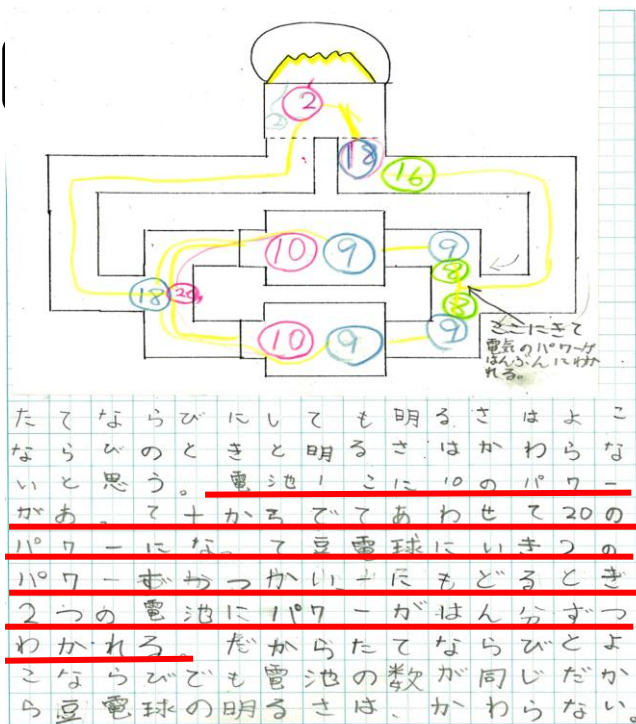 2
2
18
16
10 9 9
8
18 20
8
10 9 9
ここにきて
電気のパワーが
はんぶんにわか
れる。
たてならびにしても明るさはよこ
ならびのときと明るさはかわらな
いと思う。電池1こに10のパワー
があって＋からでてあわせて20の
パワーになって豆電球にいき2の
パワー つかい－にもどるとき
2つの電池にパワーがはん分ずつ
わかれる。だからたてならびとよ
こならびでも電池の数が同じだか
ら豆電球の明るさは、かわらない